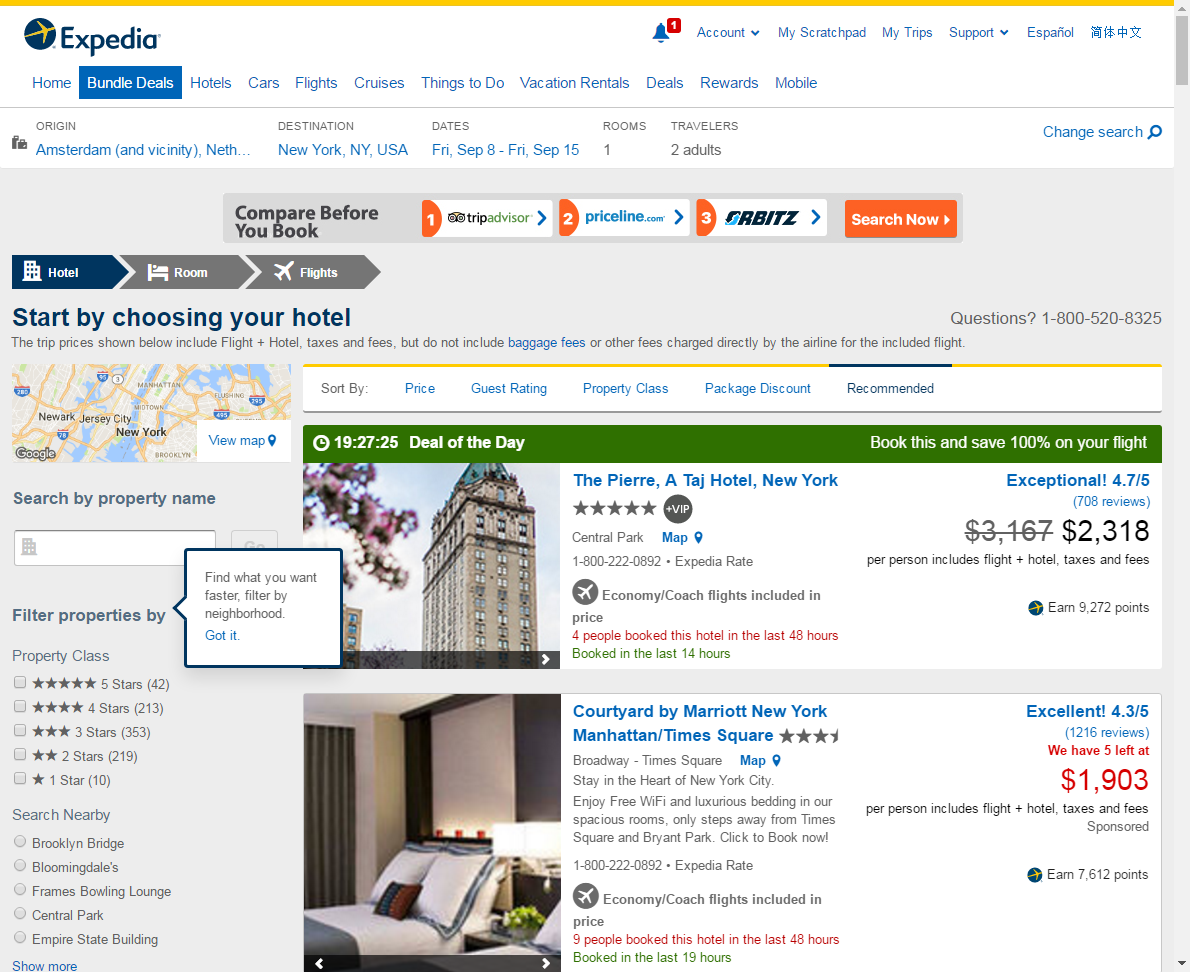 Expedia
1
Account
My Scratchpad
My Trips
Support
Español
简体中文
Home
Bundle Deals
Hotels
Cars
Flights
Cruises
Things to Do
Vacation Rentals
Deals
Rewards
Mobile
ORIGIN
Amsterdam (and vicinity), Neth...
DESTINATION
New York, NY, USA
DATES
Fri, Sep 8 - Fri, Sep 15
ROOMS
1
TRAVELERS
2 adults
Change search
Compare Before
You Book
1 tripadvisor
2 priceline.com
3 ORBITZ
Search Now
Hotel
Room
Flights
Start by choosing your hotel
Questions? 1-800-520-8325
The trip prices shown below include Flight + Hotel, taxes and fees, but do not include baggage fees or other fees charged directly by the airline for the included flight.
280
95
3
MANHATTAN
FLUSHING
MIDTOWN
295
495
Newark
Jersey City
New York
78
BROOKLYN
Google
View map
Sort By:
Price
Guest Rating
Property Class
Package Discount
Recommended
19:27:25 Deal of the Day
Book this and save 100% on your flight
The Pierre, A Taj Hotel, New York
+VIP
Central Park Map
1-800-222-0892 • Expedia Rate
Economy/Coach flights included in
price
4 people booked this hotel in the last 48 hours
Booked in the last 14 hours
Exceptional! 4.7/5
(708 reviews)
$3,167 $2,318
per person includes flight + hotel, taxes and fees
Earn 9,272 points
Search by property name
Go
Find what you want
faster, filter by
neighborhood.
Got it.
Filter properties by
Property Class
5 Stars (42)
4 Stars (213)
3 Stars (353)
2 Stars (219)
1 Star (10)
Search Nearby
Brooklyn Bridge
Bloomingdale's
Frames Bowling Lounge
Central Park
Empire State Building
Show more
Courtyard by Marriott New York
Manhattan/Times Square
Broadway - Times Square Map
Stay in the Heart of New York City.
Enjoy Free WiFi and luxurious bedding in our
spacious rooms, only steps away from Times
Square and Bryant Park. Click to Book now!
1-800-222-0892 • Expedia Rate
Economy/Coach flights included in
price
9 people booked this hotel in the last 48 hours
Booked in the last 19 hours
Excellent! 4.3/5
(1216 reviews)
We have 5 left at
$1,903
per person includes flight + hotel, taxes and fees
Sponsored
Earn 7,612 points